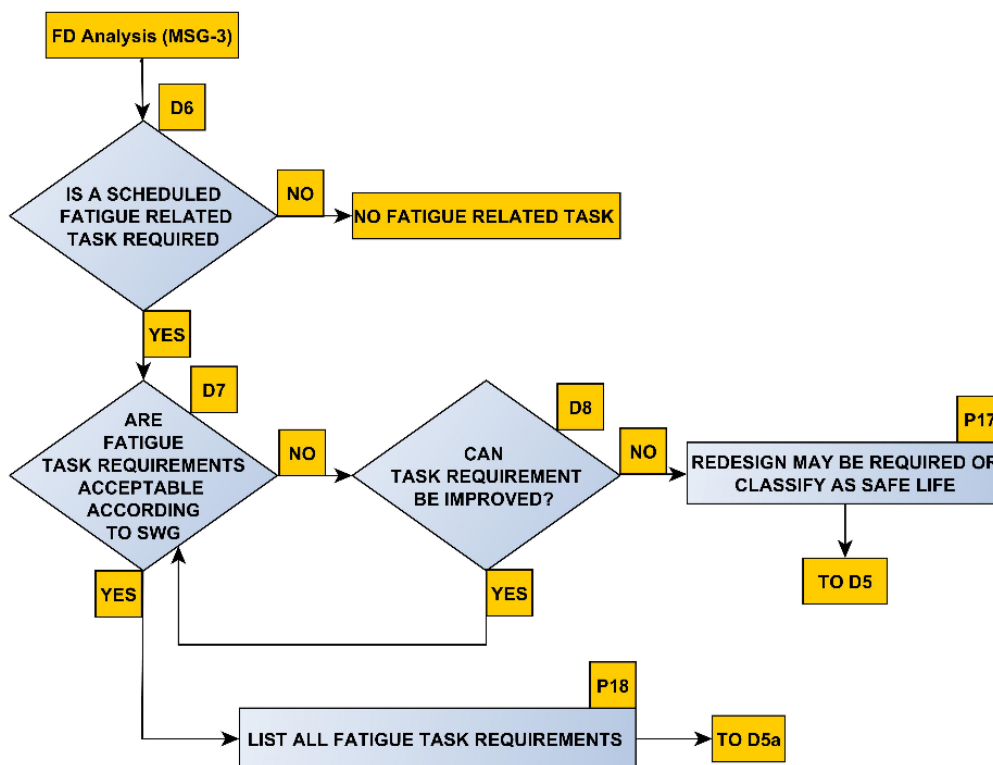 FD Analysis (MSG-3)
D6
IS A SCHEDULED
FATIGUE RELATED
TASK REQUIRED
NO
NO FATIGUE RELATED TASK
YES
D7
ARE
FATIGUE
TASK REQUIREMENTS
ACCEPTABLE
ACCORDING
TO SWG
NO
D8
CAN
TASK REQUIREMENT
BE IMPROVED?
NO
P17
REDESIGN MAY BE REQUIRED OR
CLASSIFY AS SAFE LIFE
TO D5
YES
YES
P18
LIST ALL FATIGUE TASK REQUIREMENTS
TO D5a